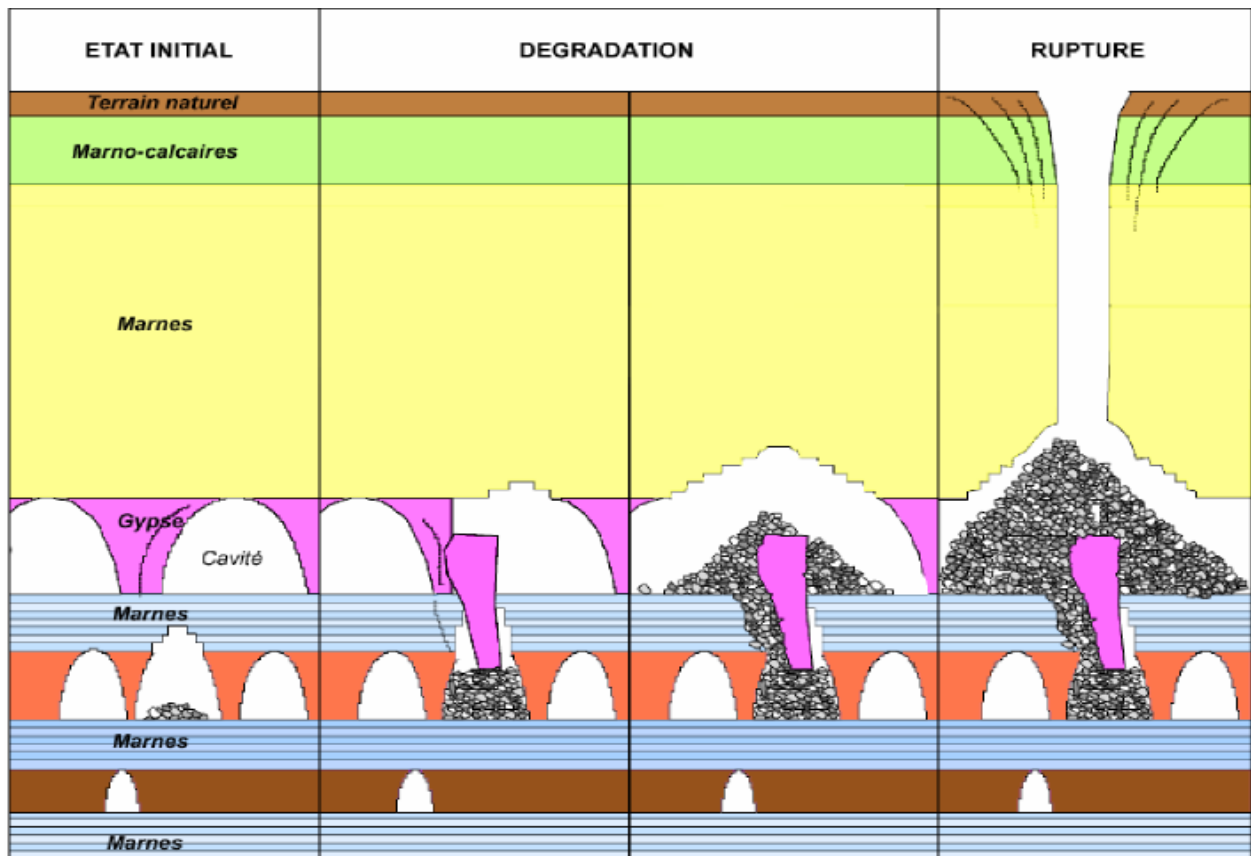 ETAT INITIAL
DEGRADATION
RUPTURE
Terrain naturel
Marno-calcaires
Marnes
Gypse
Cavité
Marnes
Marnes
Marnes